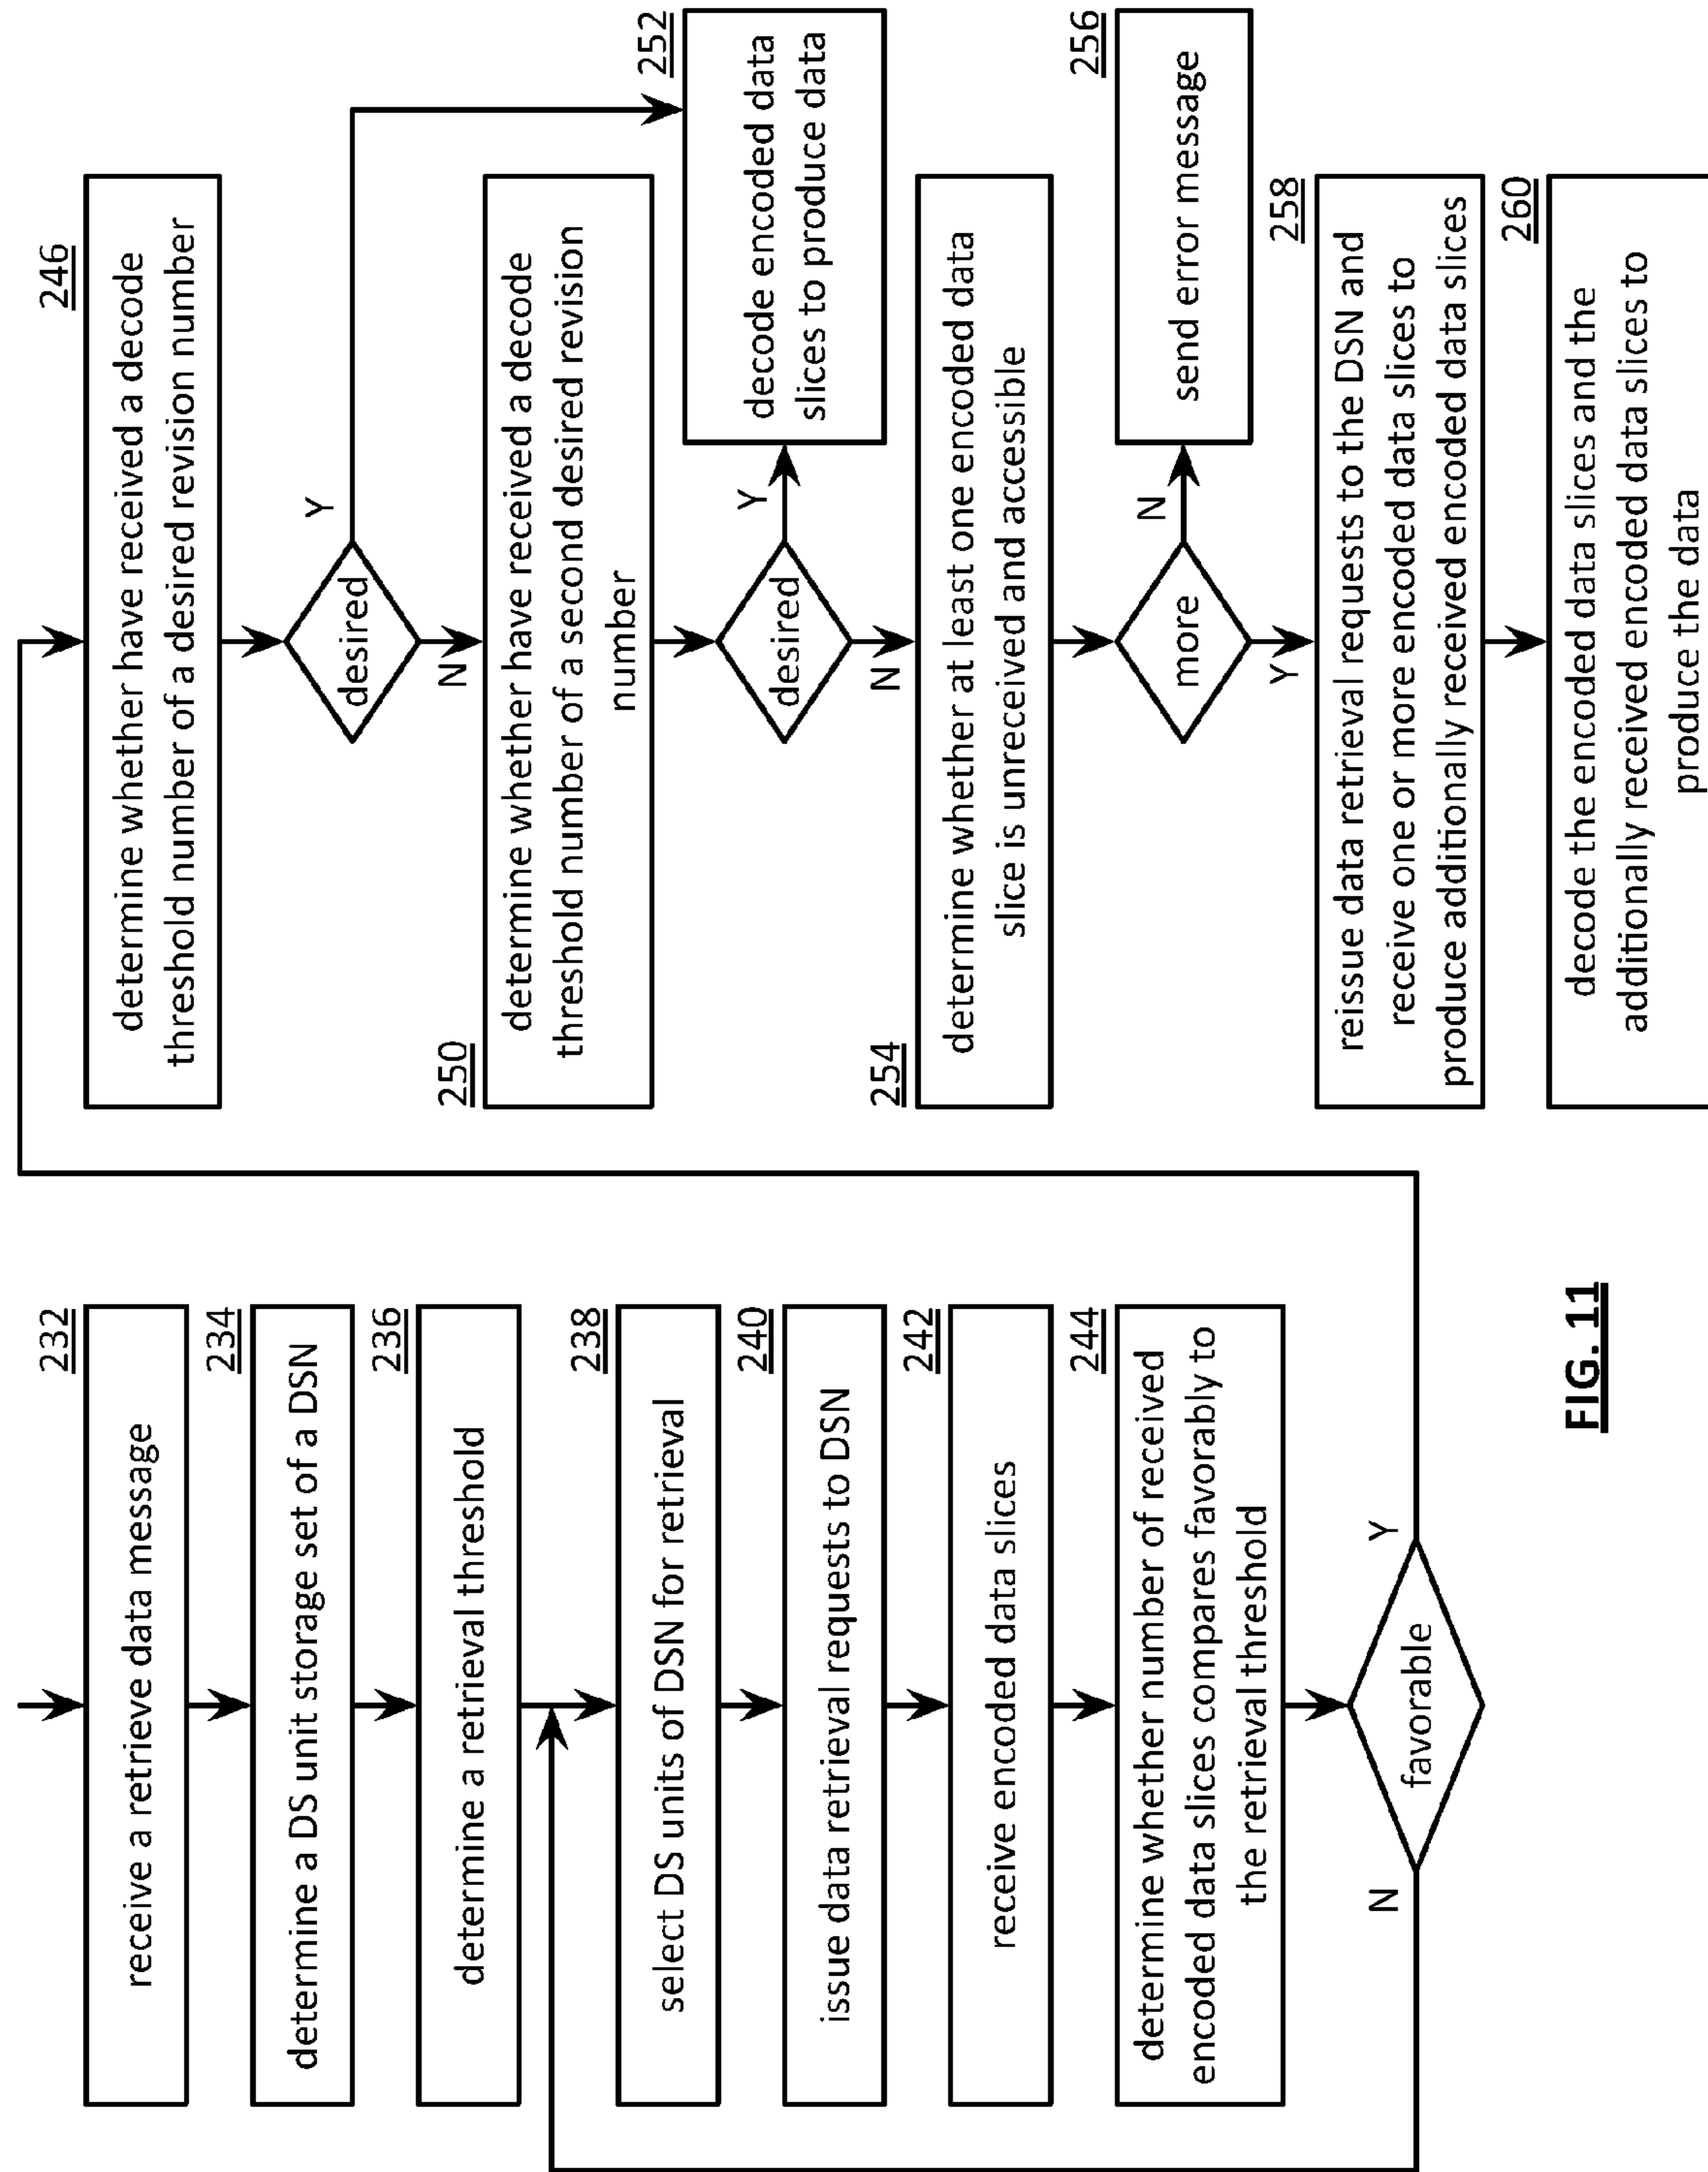 232
receive a retrieve data message
234
determine a DS unit storage set of a DSN
236
determine a retrieval threshold
238
select DS units of DSN for retrieval
240
issue data retrieval requests to DSN
242
receive encoded data slices
244
determine whether number of received
encoded data slices compares favorably to
the retrieval threshold
favorable
N
Y
246
determine whether have received a decode
threshold number of a desired revision number
desired
Y
N
250
determine whether have received a decode
threshold number of a second desired revision
number
desired
Y
N
252
decode encoded data
slices to produce data
254
determine whether at least one encoded data
slice is unreceived and accessible
more
N
Y
256
send error message
258
reissue data retrieval requests to the DSN and
receive one or more encoded data slices to
produce additionally received encoded data slices
260
decode the encoded data slices and the
additionally received encoded data slices to
produce the data
FIG. 11